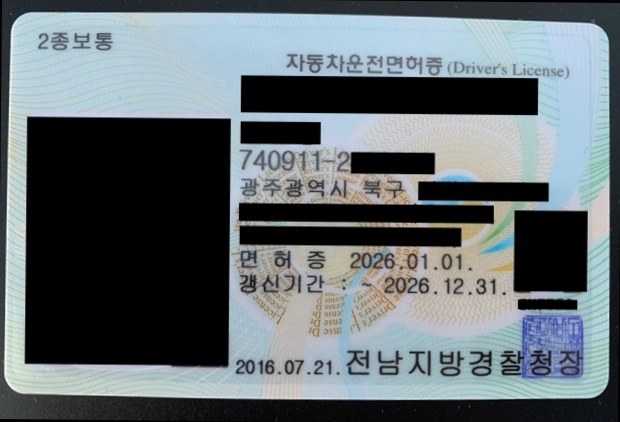 2종보통
자동차운전면허증 (Driver's License)
740911-2
광주광역시 북구
면 허 증 2026.01.01.
갱신기간 : ~ 2026.12.31.
2016.07.21. 전남지방경찰청장